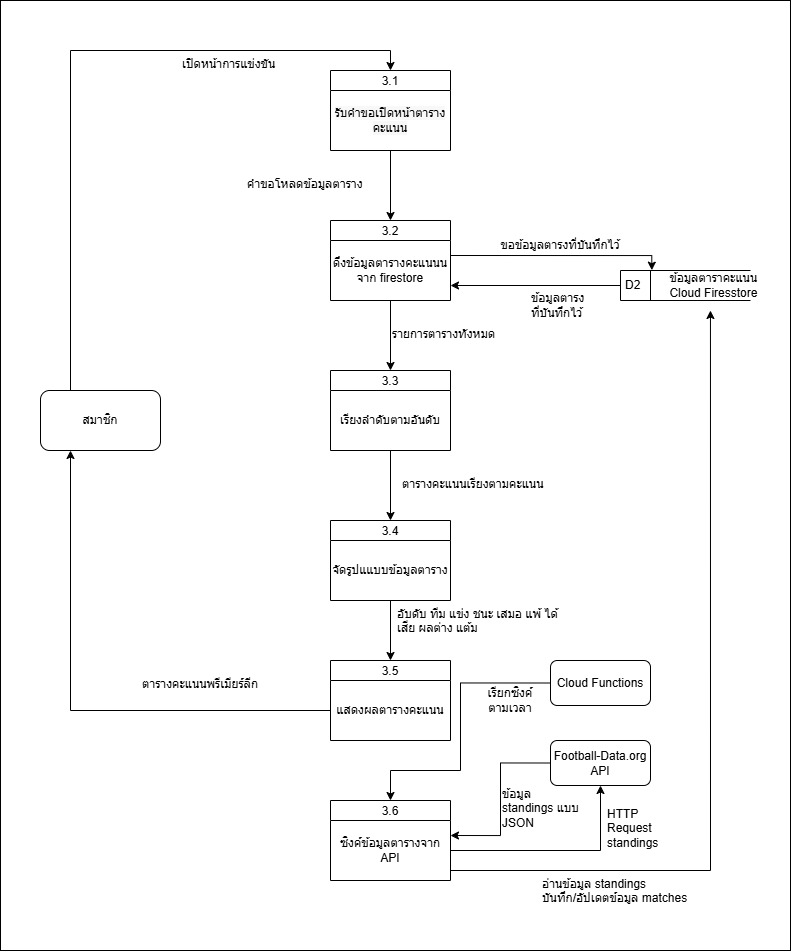 เปิดหน้าการแข่งขัน
3.1
รับคำขอเปิดหน้าตาราง
คะแนน
คำขอโหลดข้อมูลตาราง
3.2
ดึงข้อมูลตารางคะแนนน
จาก firestore
ขอข้อมูลตารงที่บันทึกไว้
D2
ข้อมูลตาราคะแนน
Cloud Firesstore
ข้อมูลตารง
ที่บันทึกไว้
รายการตารางทั้งหมด
3.3
เรียงลำดับตามอันดับ
สมาชิก
ตารางคะแนนเรียงตามคะแนน
3.4
จัดรูปแแบบข้อมูลตาราง
อับดับ ทีม แข่ง ชนะ เสมอ แพ้ ได้
เสีย ผลต่าง แต้ม
3.5
แสดงผลตารางคะแนน
ตารางคะแนนพรีเมียร์ลีก
เรียกซิงค์
ตามเวลา
Cloud Functions
Football-Data.org
API
ข้อมูล
standings แบบ
JSON
HTTP
Request
standings
3.6
ซิงค์ข้อมูลตารางจาก
API
อ่านข้อมูล standings
บันทึก/อัปเดตข้อมูล matches